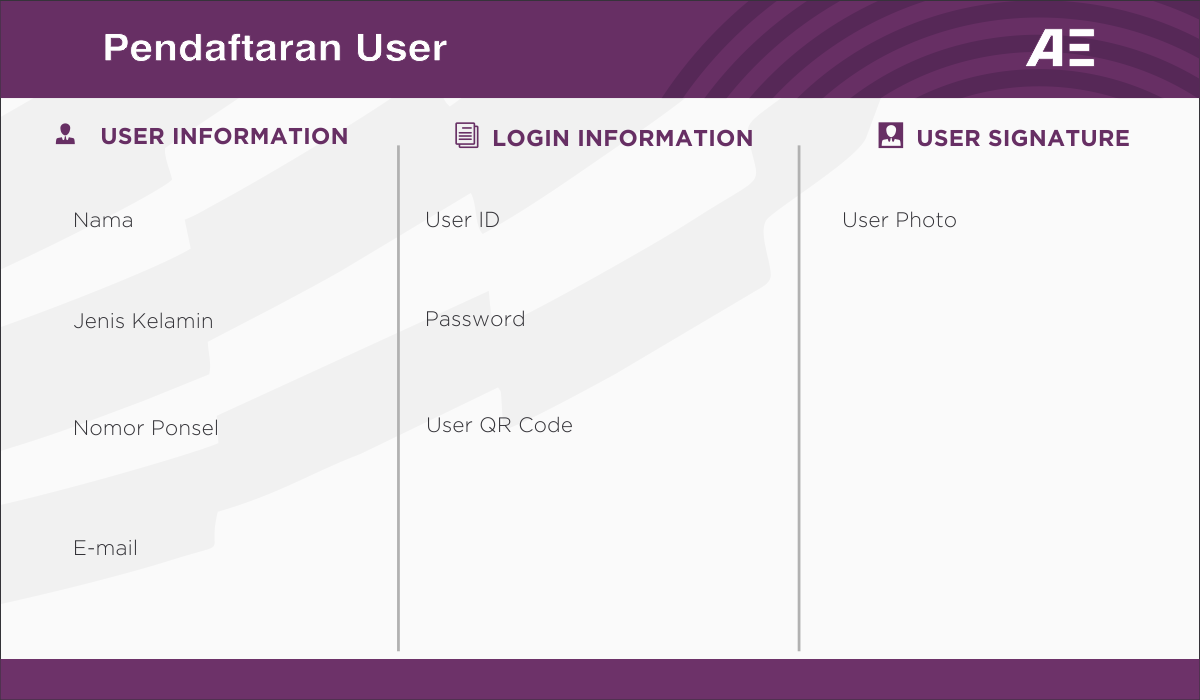 Pendaftaran User
AE
USER INFORMATION
Nama
Jenis Kelamin
Nomor Ponsel
E-mail
LOGIN INFORMATION
User ID
Password
User QR Code
USER SIGNATURE
User Photo